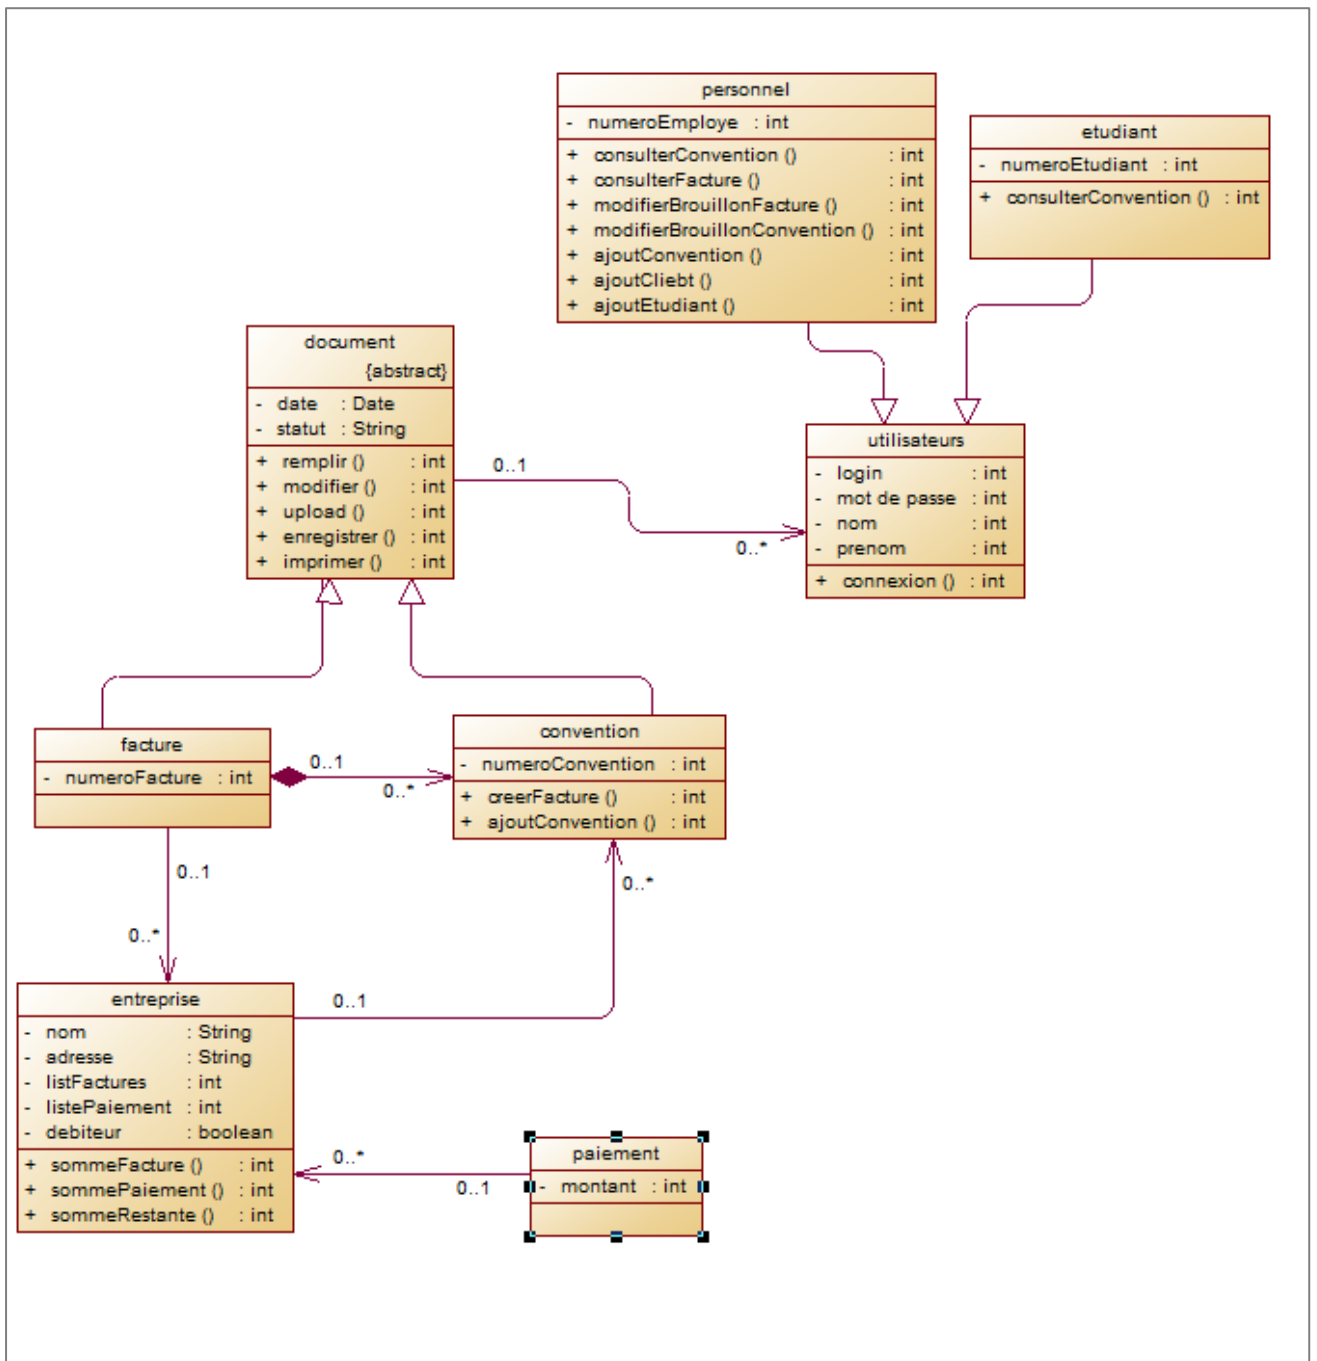 personnel
- numeroEmploye : int
+ consulterConvention () : int
+ consulterFacture () : int
+ modifierBrouillonFacture () : int
+ modifierBrouillonConvention () : int
+ ajoutConvention () : int
+ ajoutCliebt () : int
+ ajoutEtudiant () : int
etudiant
- numeroEtudiant : int
+ consulterConvention () : int
document
{abstract}
- date : Date
- statut : String
+ remplir () : int
+ modifier () : int
+ upload () : int
+ enregistrer () : int
+ imprimer () : int
0..1
0..*
utilisateurs
- login : int
- mot de passe : int
- nom : int
- prenom : int
+ connexion () : int
facture
- numeroFacture : int
0..1
0..*
convention
- numeroConvention : int
+ creerFacture () : int
+ ajoutConvention () : int
0..1
0..*
0..*
0..1
entreprise
- nom : String
- adresse : String
- listFactures : int
- listePaiement : int
- debiteur : boolean
+ sommeFacture () : int
+ sommePaiement () : int
+ sommeRestante () : int
0..*
0..1
paiement
- montant : int